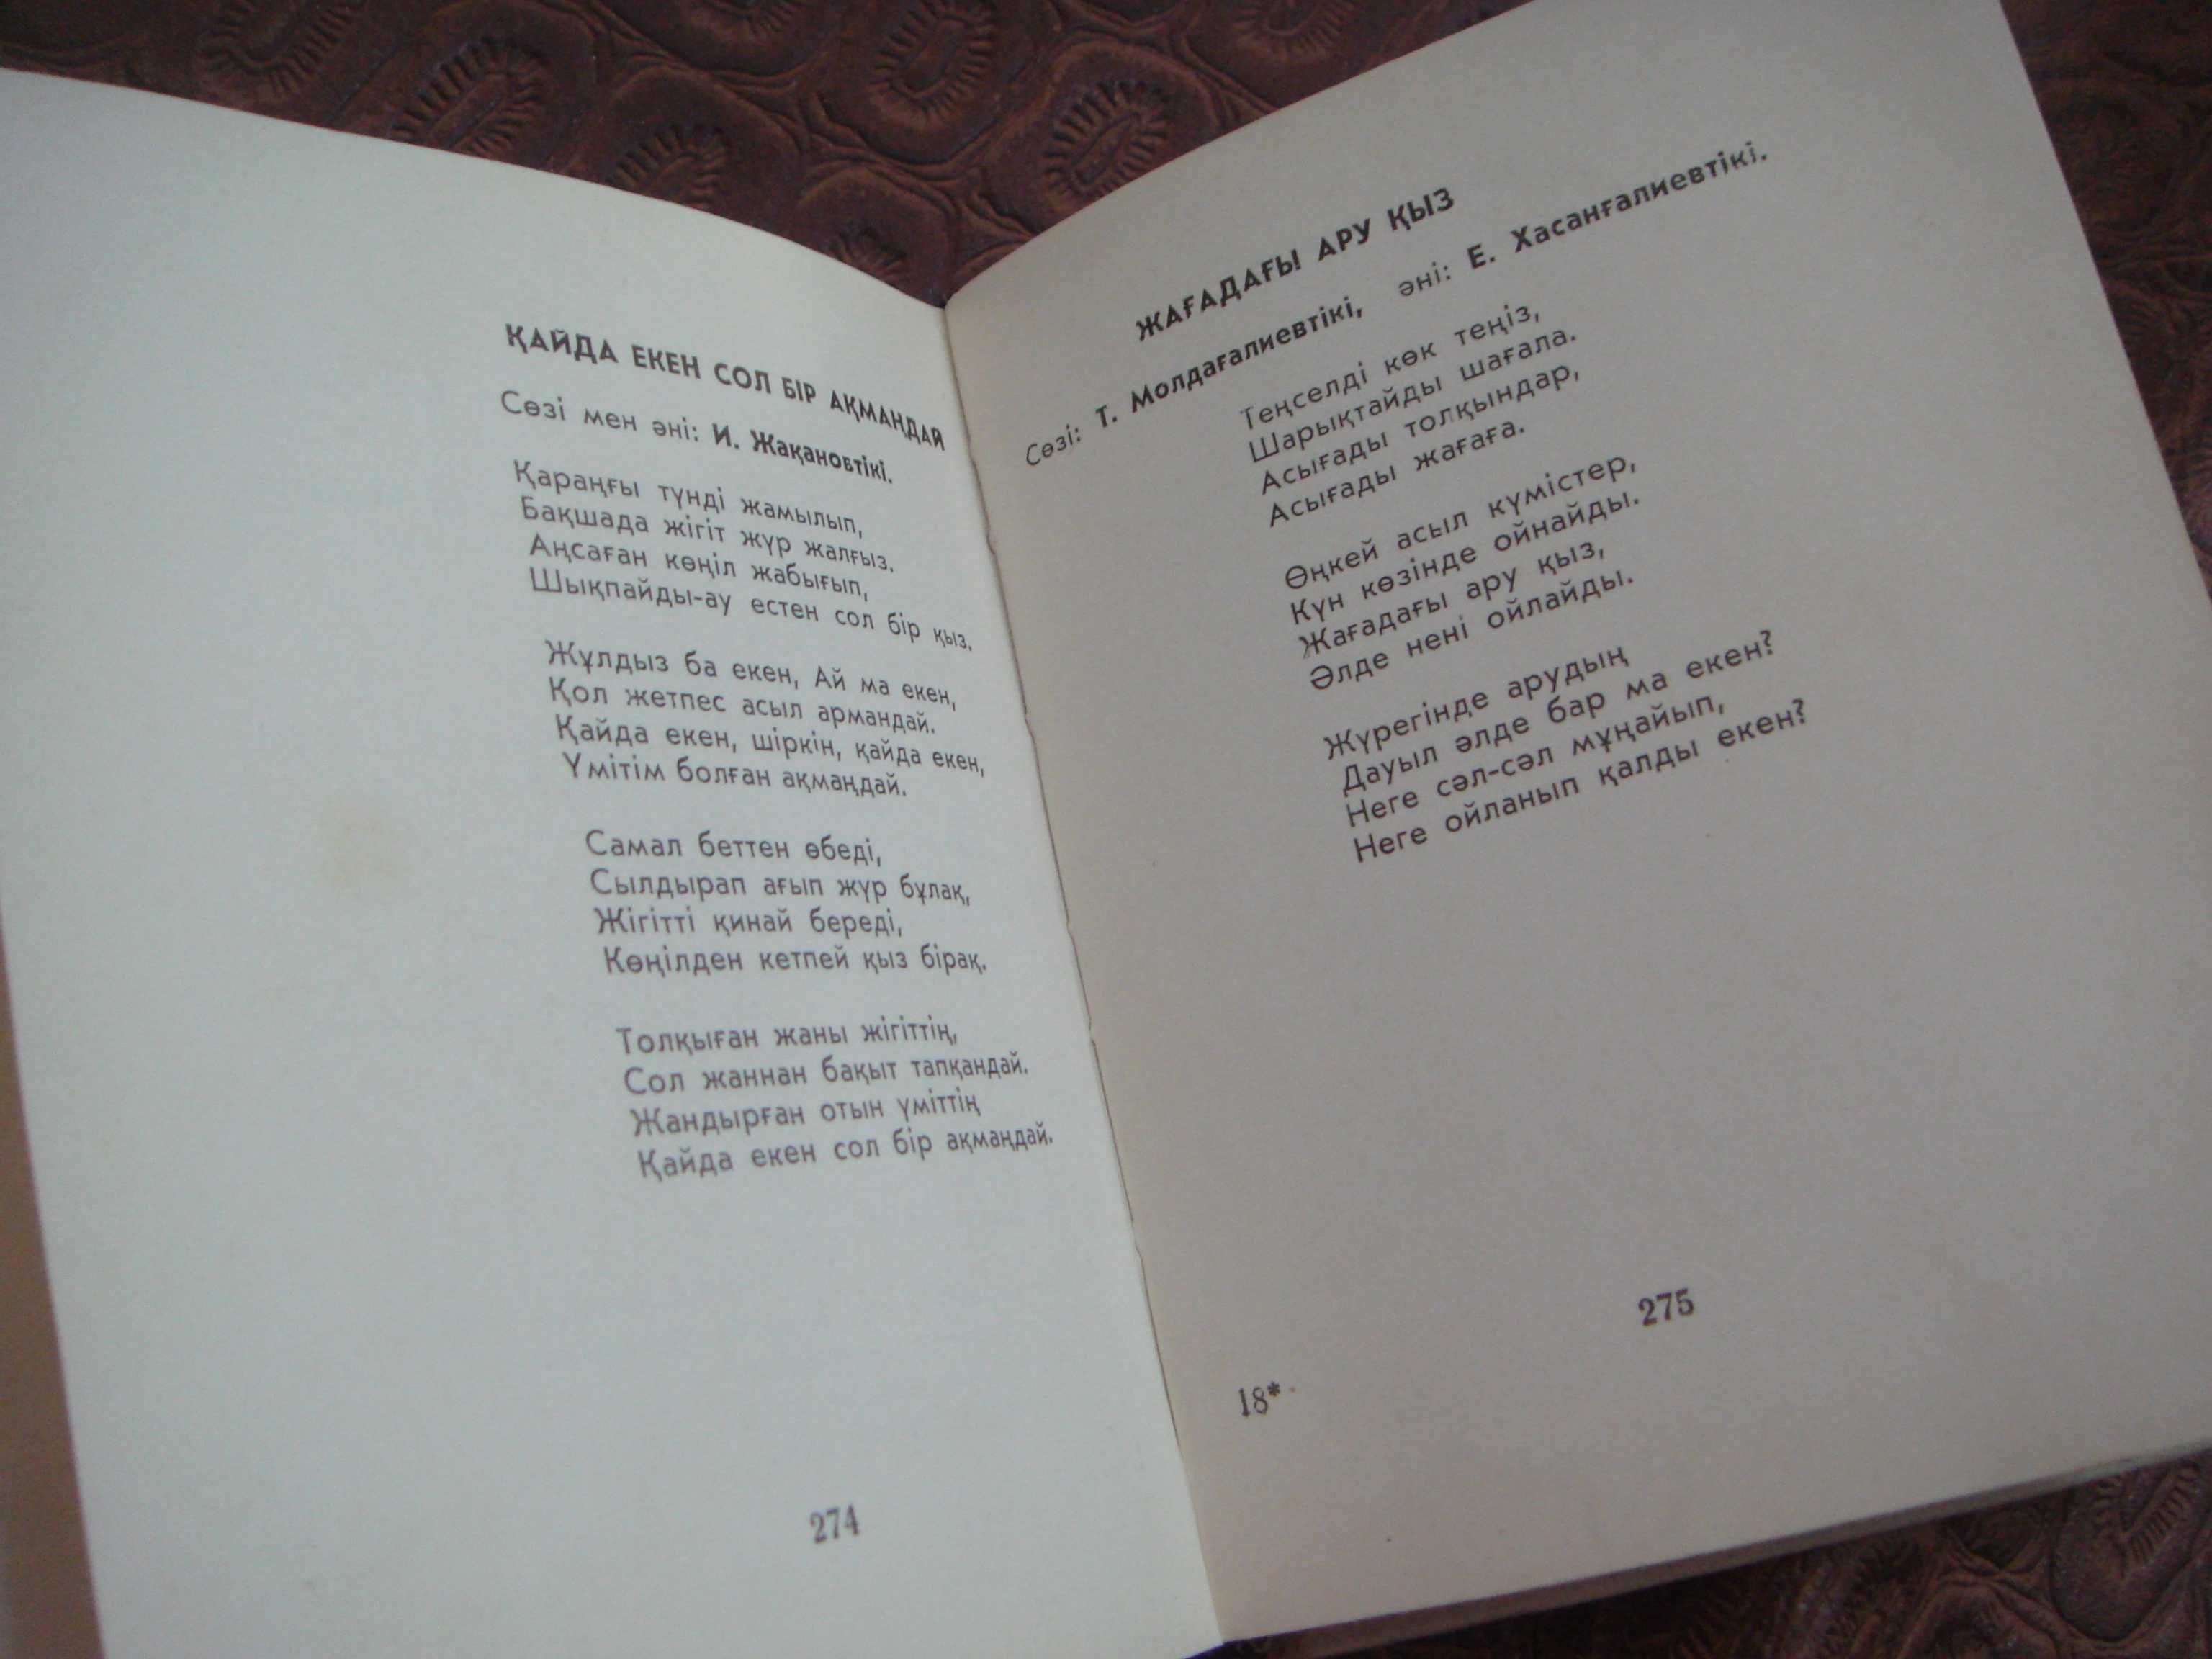 ҚАЙДА ЕКЕН СОЛ БІР АҚМАҢДАЙ
Сөзі мен әні: И. Жақановтікі.
Қараңғы түнді жамылып,
Бақшада жігіт жүр жалғыз.
Аңсаған көңіл жабығып,
Шықпайды-ау естен сол бір қыз.
Жұлдыз ба екен, Ай ма екен,
Қол жетпес асыл армандай.
Қайда екен, шіркін, қайда екен,
Үмітім болған ақмаңдай.
Самал беттен өбеді,
Сылдырап ағып жүр бұлақ,
Жігітті қинай береді,
Көңілден кетпей қыз бірақ.
Толқыған жаны жігіттің,
Сол жаннан бақыт тапқандай.
Жандырған отын үміттің
Қайда екен сол бір ақмаңдай.
274
ЖАҒАДАҒЫ АРУ ҚЫЗ
Сөзі: Т. Молдағалиевтікі, әні: Е. Хасанғалиевтікі.
Теңселді көк теңіз,
Шарықтайды шағала.
Асығады толқындар,
Асығады жағаға.
Өңкей асыл күмістер,
Күн көзінде ойнайды.
Жағадағы ару қыз,
Әлде нені ойлайды.
Жүрегінде арудың
Дауыл әлде бар ма екен?
Неге сәл-сәл мұңайып,
Неге ойланып қалды екен?
275
18*